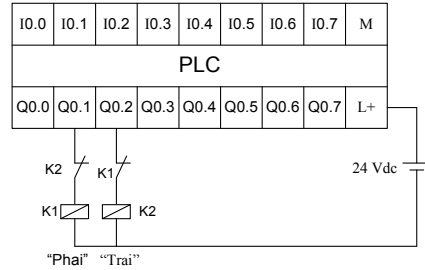 I0.0 I0.1 I0.2 I0.3 I0.4 I0.5 I0.6 I0.7 M
PLC
Q0.0 Q0.1 Q0.2 Q0.3 Q0.4 Q0.5 Q0.6 Q0.7 L+
K2 K1 24 Vdc
K1 K2
“Phai” “Trai”